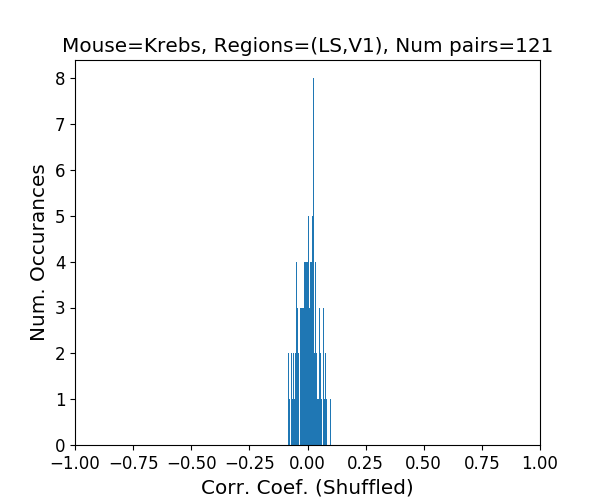 Mouse=Krebs, Regions=(LS,V1), Num pairs=121
Num. Occurances
8
7
6
5
4
3
2
1
0
−1.00 −0.75 −0.50 −0.25 0.00 0.25 0.50 0.75 1.00
Corr. Coef. (Shuffled)